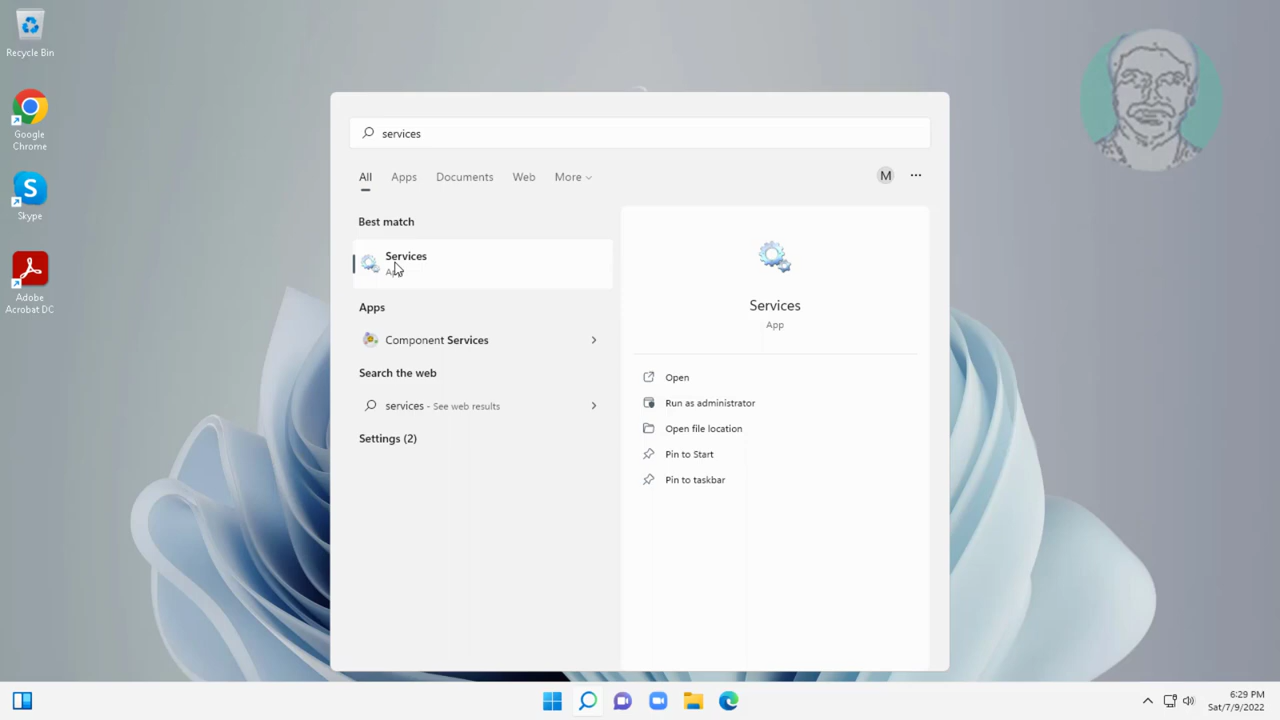 Recycle Bin
Google
Chrome
Skype
Adobe
Acrobat DC
services
All
Apps
Documents
Web
More
M
Best match
Services
Apps
Component Services
Search the web
services - See web results
Settings (2)
Services
App
Open
Run as administrator
Open file location
Pin to Start
Pin to taskbar
6:29 PM
Sat/7/9/2022